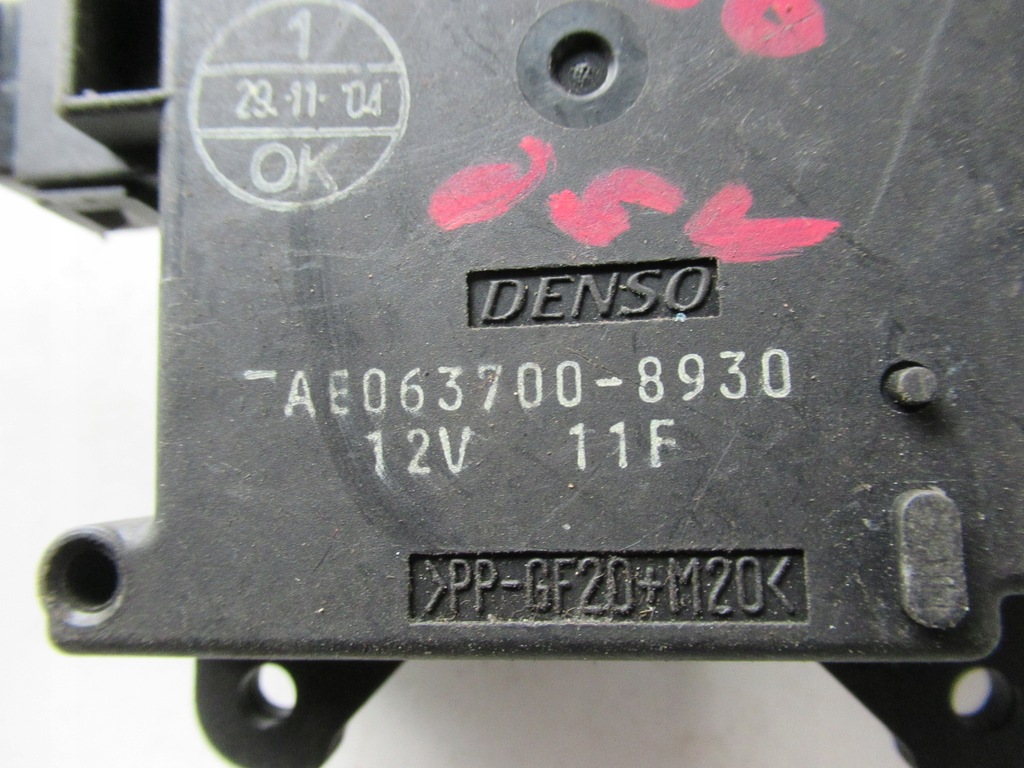 1
29.11.'04
OK
DENSO
AE063700-8930
12V 11F
>PP-GF20+M20<